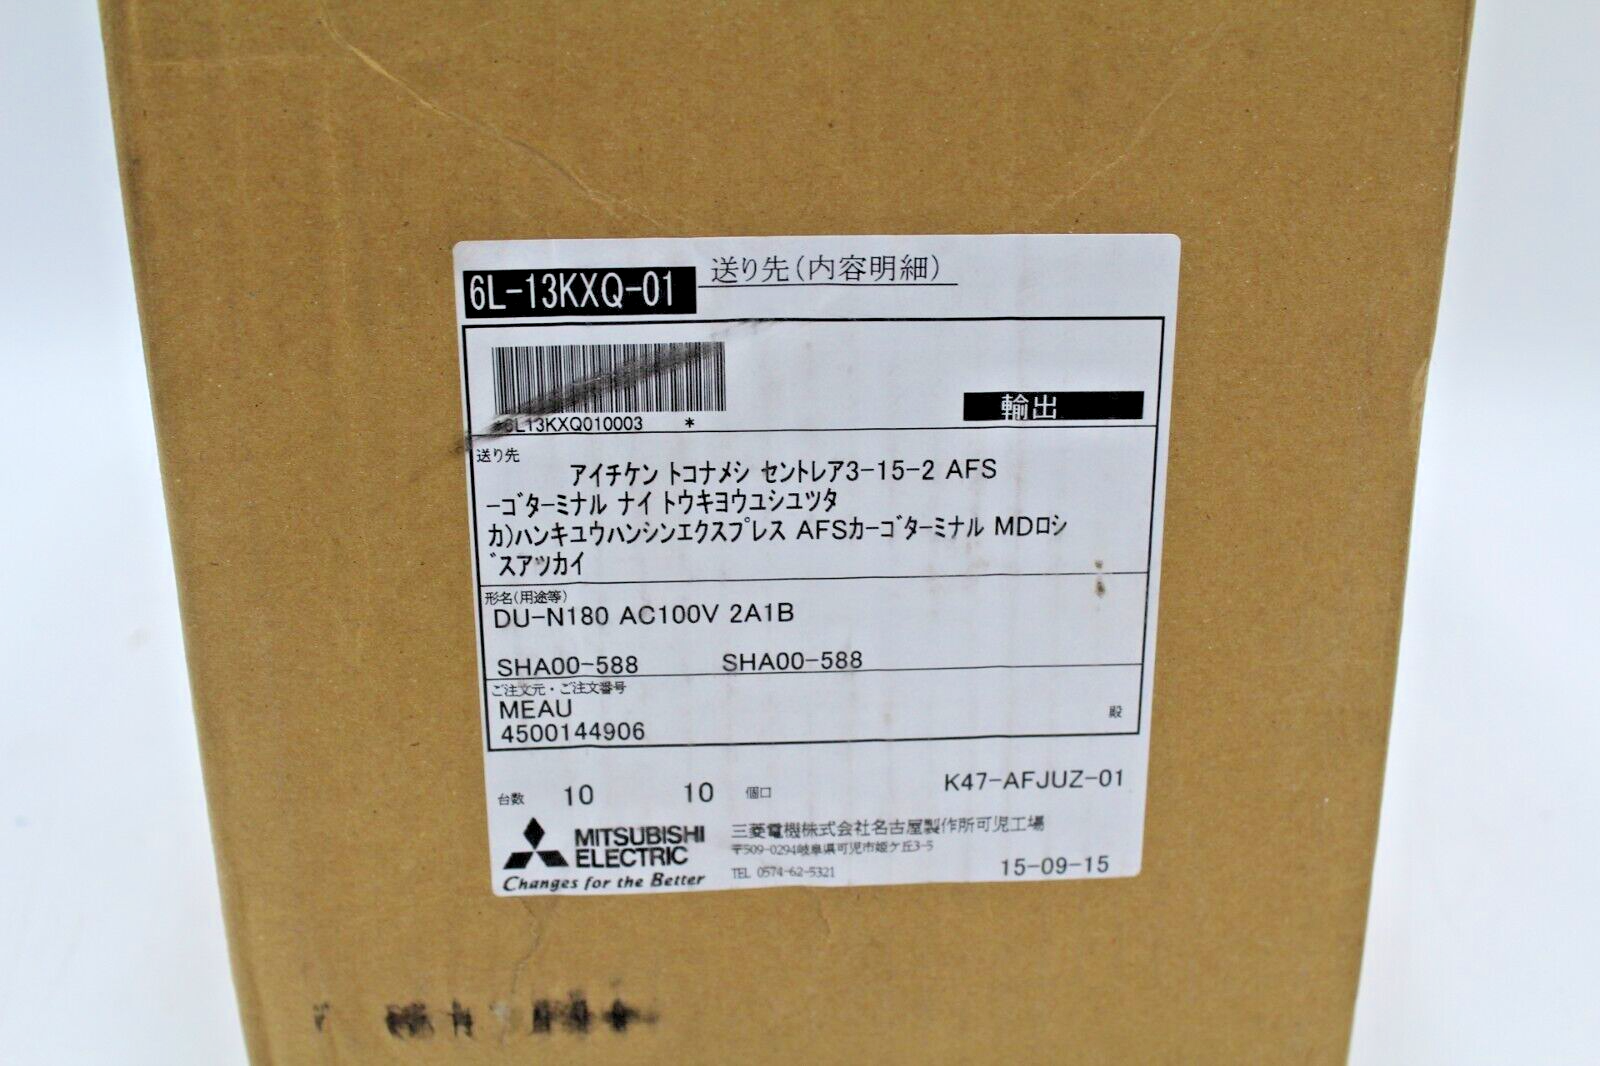 6L-13KXQ-01 送り先(内容明細)
*6L13KXQ010003 *
輸出
送り先
アイチケン トコナメシ セントレア3-15-2 AFS
-ゴターミナル ナイ トウキヨウユシユツタ
カ)ハンキユウハンシンエクスプレス AFSカーゴターミナル MDロシ
゛スアツカイ
形名(用途等)
DU-N180 AC100V 2A1B
SHA00-588 SHA00-588
ご注文元・ご注文番号
MEAU
殿
4500144906
台数 10 10 個口 K47-AFJUZ-01
MITSUBISHI ELECTRIC
Changes for the Better
三菱電機株式会社名古屋製作所可児工場
〒509-0294岐阜県可児市姫ケ丘3-5
TEL 0574-62-5321
15-09-15